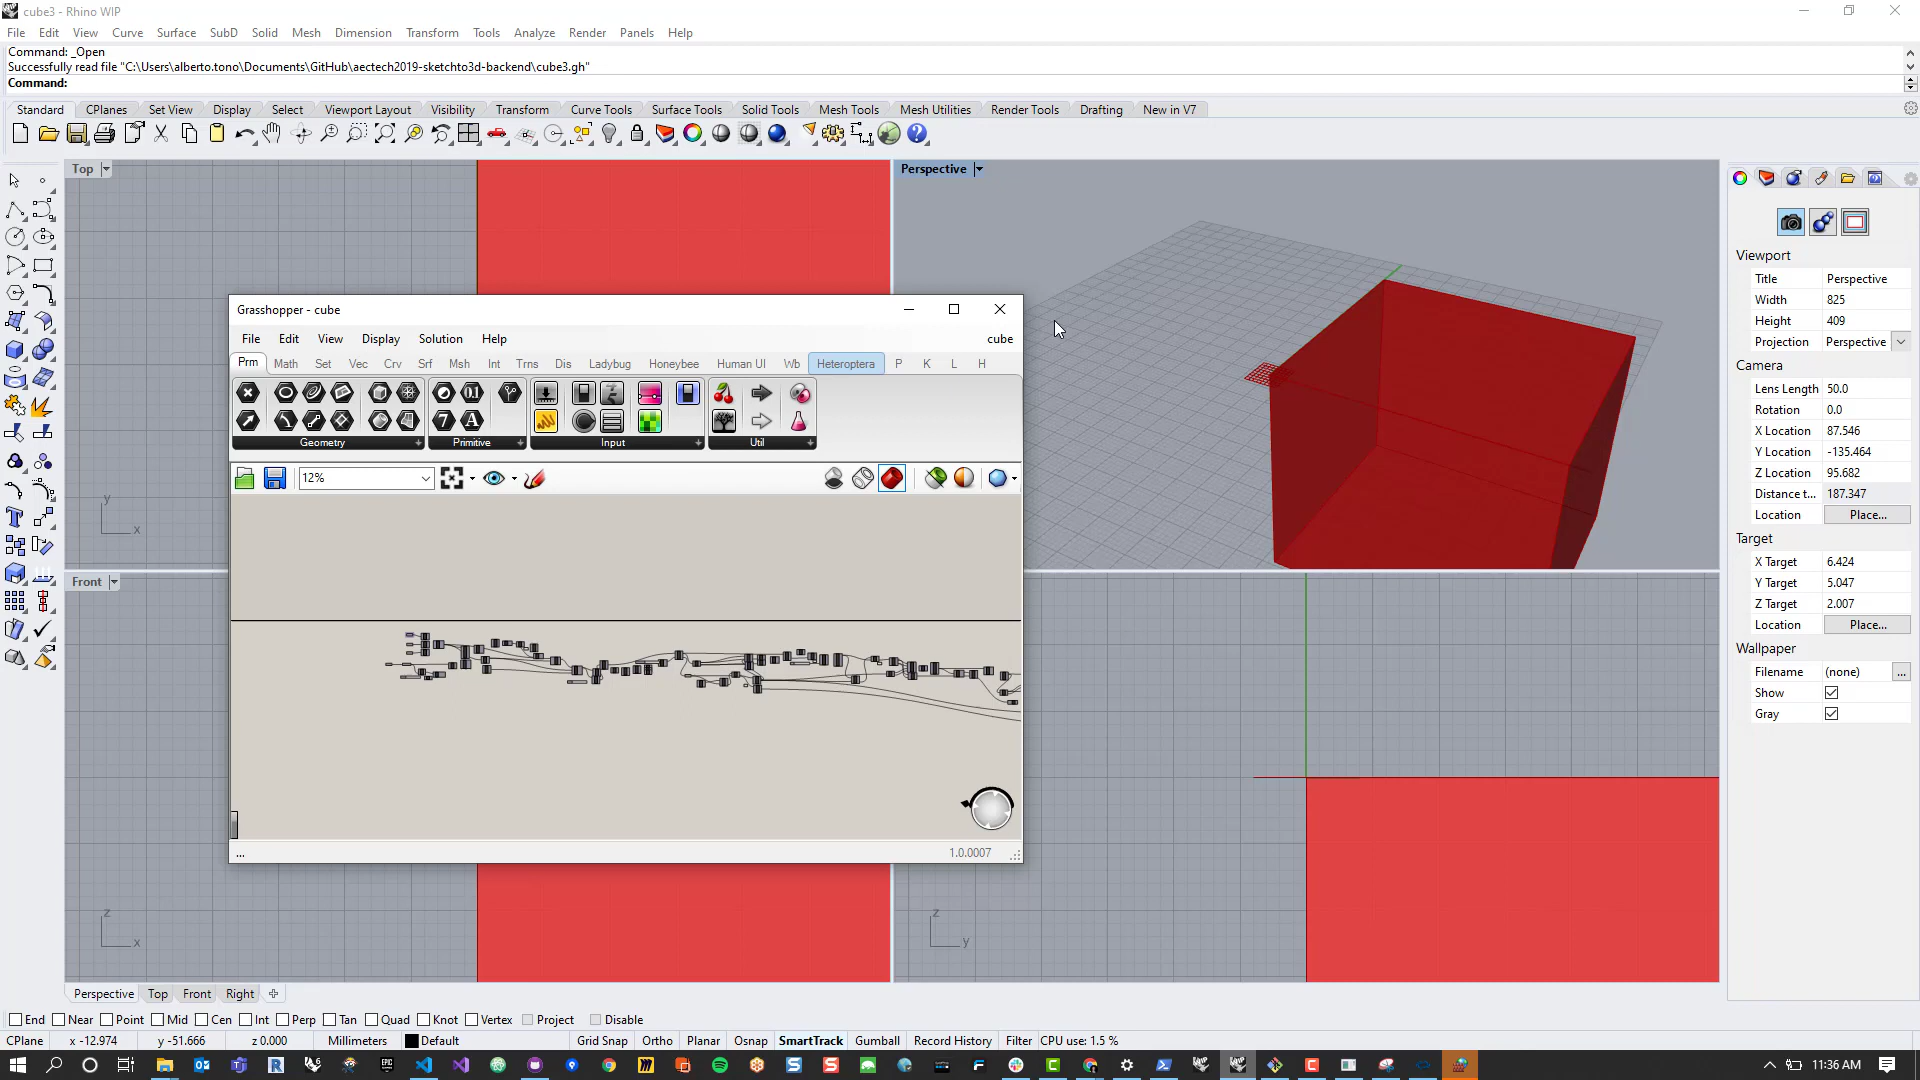 cube3 - Rhino WIP
File Edit View Curve Surface SubD Solid Mesh Dimension Transform Tools Analyze Render Panels Help
Command: _Open
Successfully read file "C:\Users\alberto.tono\Documents\GitHub\aectech2019-sketchto3d-backend\cube3.gh"
Command:
Standard CPlanes Set View Display Select Viewport Layout Visibility Transform Curve Tools Surface Tools Solid Tools Mesh Tools Mesh Utilities Render Tools Drafting New in V7
Top
Perspective
Viewport
Title Perspective
Width 825
Height 409
Projection Perspective
Camera
Lens Length 50.0
Rotation 0.0
X Location 87.546
Y Location -135.464
Z Location 95.682
Distance t... 187.347
Location Place...
Target
X Target 6.424
Y Target 5.047
Z Target 2.007
Location Place...
Wallpaper
Filename (none) ...
Show
Gray
Grasshopper - cube
File Edit View Display Solution Help cube
Prm Math Set Vec Crv Srf Msh Int Trns Dis Ladybug Honeybee Human UI Wb Heteroptera P K L H
Geometry Primitive Input Util
12%
... 1.0.0007
y
x
Front
z
x
z
y
Perspective Top Front Right
End Near Point Mid Cen Int Perp Tan Quad Knot Vertex Project Disable
CPlane x -12.974 y -51.666 z 0.000 Millimeters Default Grid Snap Ortho Planar Osnap SmartTrack Gumball Record History Filter CPU use: 1.5 %
11:36 AM